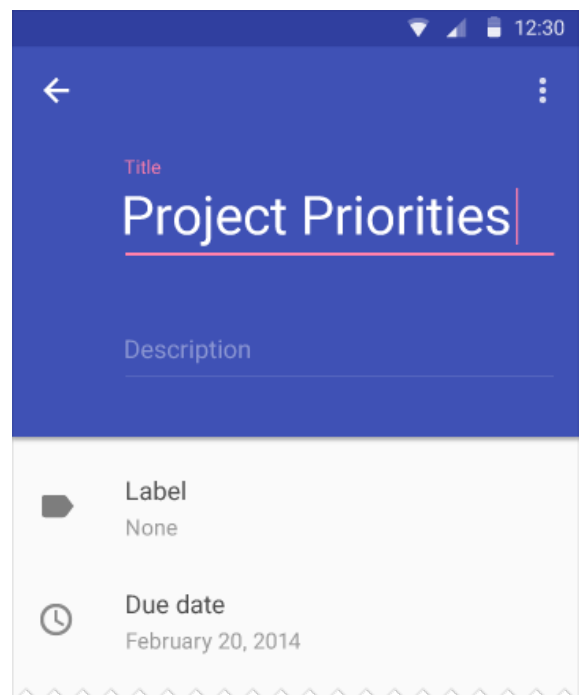 12:30
Title
Project Priorities
Description
Label
None
Due date
February 20, 2014